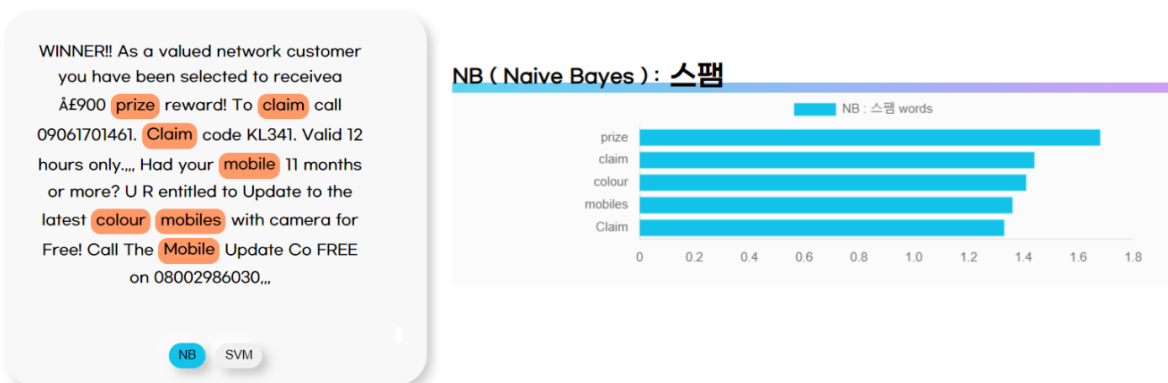 WINNER!! As a valued network customer
you have been selected to receivea
Å£900 prize reward! To claim call
09061701461. Claim code KL341. Valid 12
hours only.,,, Had your mobile 11 months
or more? U R entitled to Update to the
latest colour mobiles with camera for
Free! Call The Mobile Update Co FREE
on 08002986030,,,
NB SVM
NB ( Naive Bayes ) : 스팸
NB : 스팸 words
prize
claim
colour
mobiles
Claim
0 0.2 0.4 0.6 0.8 1.0 1.2 1.4 1.6 1.8